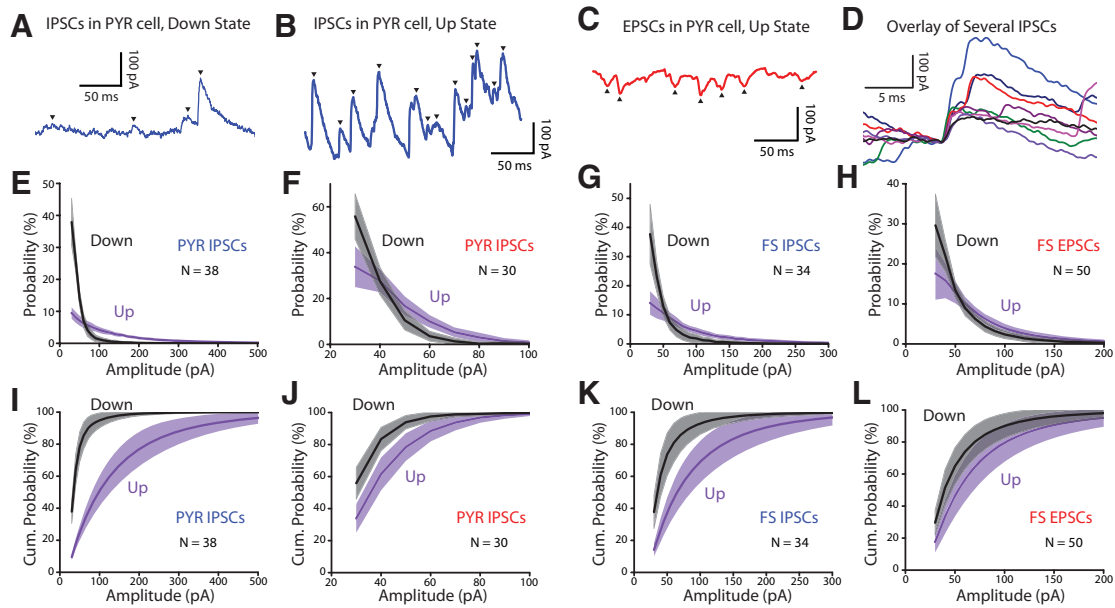 A
IPSCs in PYR cell, Down State
100 pA
50 ms
B
IPSCs in PYR cell, Up State
100 pA
50 ms
C
EPSCs in PYR cell, Up State
100 pA
50 ms
D
Overlay of Several IPSCs
100 pA
5 ms
E
Probability (%)
50
40
30
20
10
0
Down
Up
PYR IPSCs
N = 38
0 100 200 300 400 500
Amplitude (pA)
F
Probability (%)
60
40
20
0
Down
Up
PYR IPSCs
N = 30
20 40 60 80 100
Amplitude (pA)
G
Probability (%)
50
40
30
20
10
0
Down
Up
FS IPSCs
N = 34
0 50 100 150 200 250 300
Amplitude (pA)
H
Probability (%)
40
30
20
10
0
Down
Up
FS EPSCs
N = 50
0 50 100 150 200
Amplitude (pA)
I
Cum. Probability (%)
100
80
60
40
20
0
Down
Up
PYR IPSCs
N = 38
0 100 200 300 400 500
Amplitude (pA)
J
Cum. Probability (%)
100
80
60
40
20
0
Down
Up
PYR IPSCs
N = 30
20 40 60 80 100
Amplitude (pA)
K
Cum. Probability (%)
100
80
60
40
20
0
Down
Up
FS IPSCs
N = 34
0 50 100 150 200 250 300
Amplitude (pA)
L
Cum. Probability (%)
100
80
60
40
20
0
Down
Up
FS EPSCs
N = 50
0 50 100 150 200
Amplitude (pA)